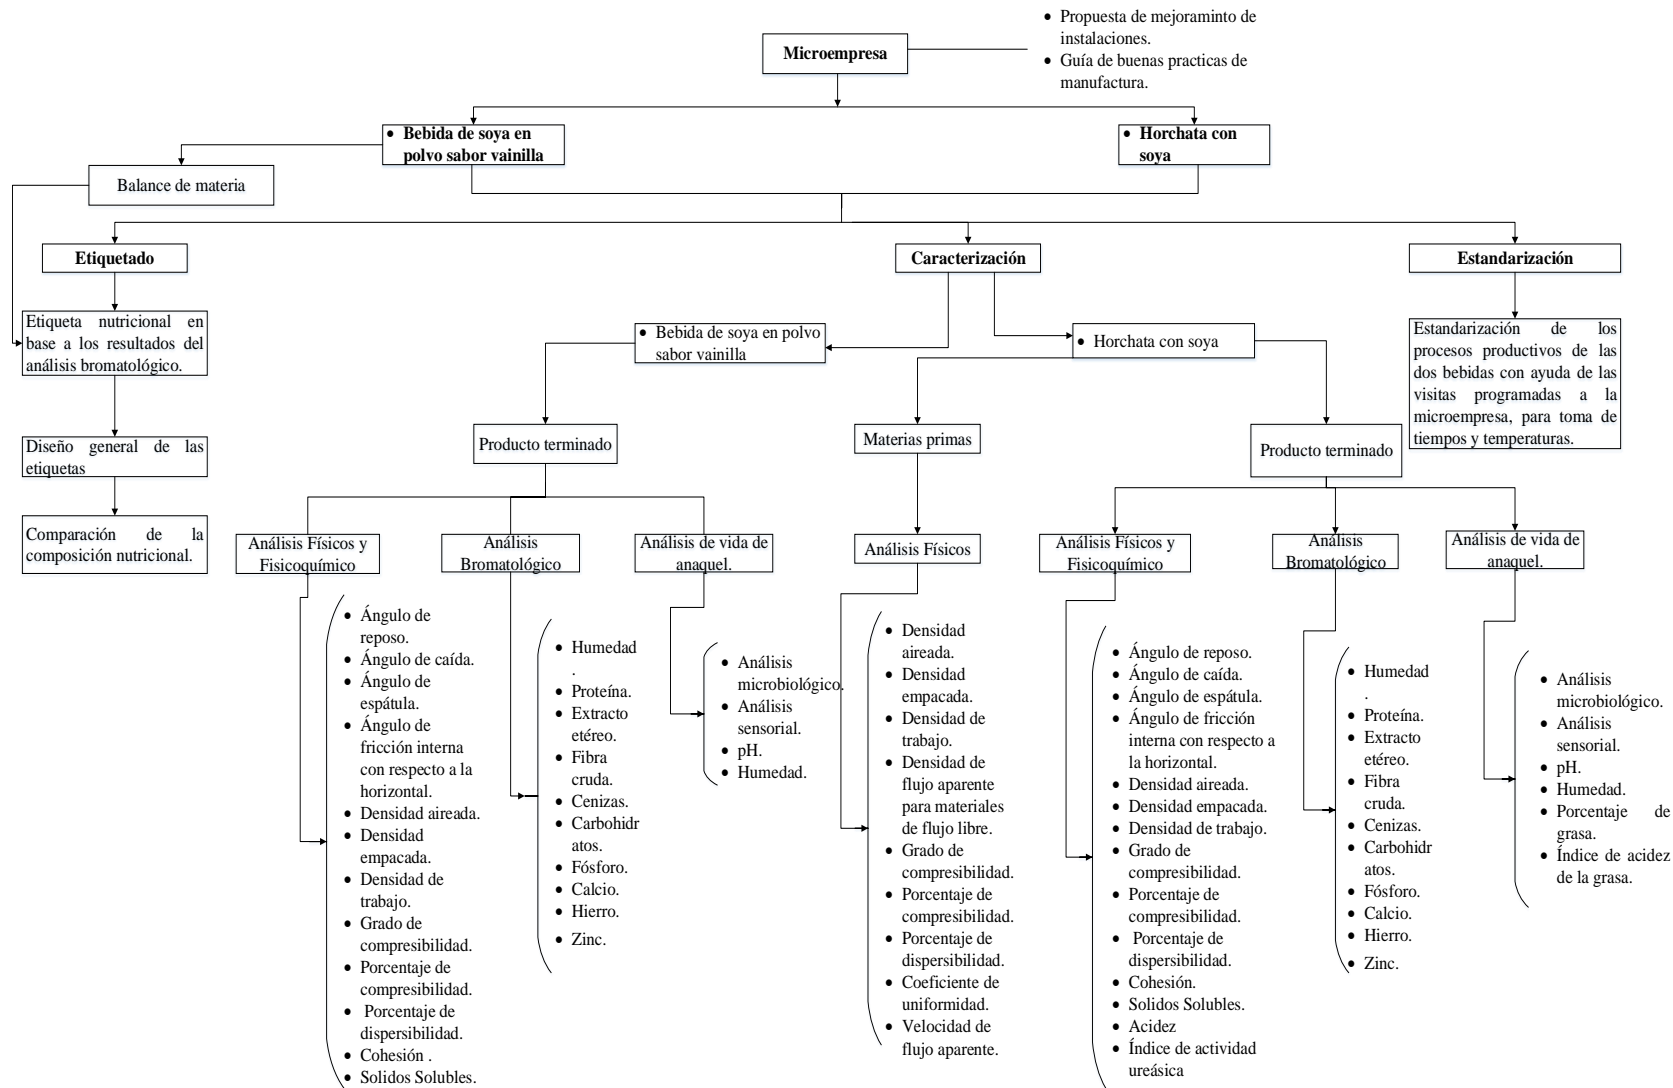 • Propuesta de mejoraminto de
instalaciones.
• Guía de buenas practicas de
manufactura.
Microempresa
• Bebida de soya en
polvo sabor vainilla
• Horchata con
soya
Balance de materia
Etiquetado
Caracterización
Estandarización
Etiqueta nutricional en
base a los resultados del
análisis bromatológico.
Diseño general de las
etiquetas
Comparación de la
composición nutricional.
• Bebida de soya en polvo
sabor vainilla
• Horchata con soya
Estandarización de los
procesos productivos de las
dos bebidas con ayuda de las
visitas programadas a la
microempresa, para toma de
tiempos y temperaturas.
Producto terminado
Materias primas
Producto terminado
Análisis Físicos y
Fisicoquímico
Análisis
Bromatológico
Análisis de vida de
anaquel.
Análisis Físicos
Análisis Físicos y
Fisicoquímico
Análisis
Bromatológico
Análisis de vida de
anaquel.
• Ángulo de
reposo.
• Ángulo de caída.
• Ángulo de
espátula.
• Ángulo de
fricción interna
con respecto a la
horizontal.
• Densidad aireada.
• Densidad
empacada.
• Densidad de
trabajo.
• Grado de
compresibilidad.
• Porcentaje de
compresibilidad.
• Porcentaje de
dispersibilidad.
• Cohesión .
• Solidos Solubles.
• Humedad
.
• Proteína.
• Extracto
etéreo.
• Fibra
cruda.
• Cenizas.
• Carbohidr
atos.
• Fósforo.
• Calcio.
• Hierro.
• Zinc.
• Análisis
microbiológico.
• Análisis
sensorial.
• pH.
• Humedad.
• Densidad
aireada.
• Densidad
empacada.
• Densidad de
trabajo.
• Densidad de
flujo aparente
para materiales
de flujo libre.
• Grado de
compresibilidad.
• Porcentaje de
compresibilidad.
• Porcentaje de
dispersibilidad.
• Coeficiente de
uniformidad.
• Velocidad de
flujo aparente.
• Ángulo de reposo.
• Ángulo de caída.
• Ángulo de espátula.
• Ángulo de fricción
interna con respecto a
la horizontal.
• Densidad aireada.
• Densidad empacada.
• Densidad de trabajo.
• Grado de
compresibilidad.
• Porcentaje de
compresibilidad.
• Porcentaje de
dispersibilidad.
• Cohesión.
• Solidos Solubles.
• Acidez
• Índice de actividad
ureásica
• Humedad
.
• Proteína.
• Extracto
etéreo.
• Fibra
cruda.
• Cenizas.
• Carbohidr
atos.
• Fósforo.
• Calcio.
• Hierro.
• Zinc.
• Análisis
microbiológico.
• Análisis
sensorial.
• pH.
• Humedad.
• Porcentaje de
grasa.
• Índice de acidez
de la grasa.